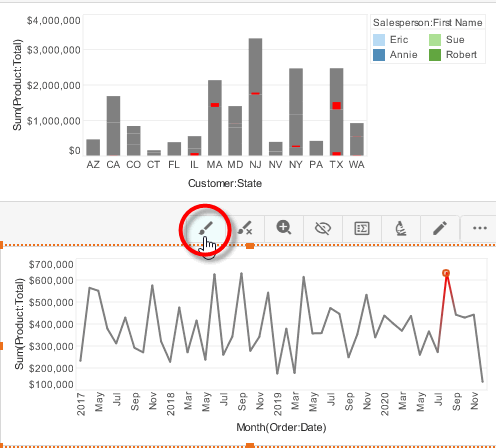 $4,000,000
$3,000,000
$2,000,000
$1,000,000
$0
Sum(Product:Total)
AZ CA CO CT FL IL MA MD NJ NV NY PA TX WA
Customer:State
Salesperson:First Name
Eric Sue
Annie Robert
$700,000
$600,000
$500,000
$400,000
$300,000
$200,000
$100,000
Sum(Product:Total)
2017 May Jul Sep Nov 2018 Mar May Jul Sep Nov 2019 Mar May Jul Sep Nov 2020 Mar May Jul Sep Nov
Month(Order:Date)